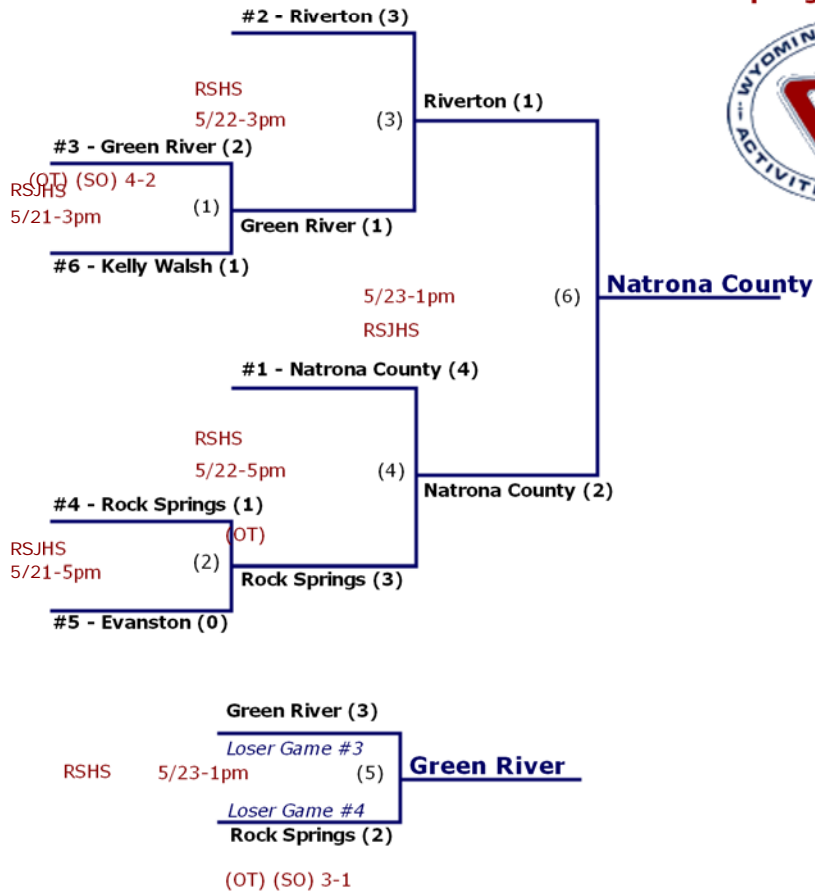 #2 - Riverton (3)
RSHS
5/22-3pm
(3)
Riverton (1)
#3 - Green River (2)
(OT) (SO) 4-2
RSJHS
5/21-3pm
(1)
Green River (1)
#6 - Kelly Walsh (1)
5/23-1pm
(6)
Natrona County
RSJHS
#1 - Natrona County (4)
RSHS
5/22-5pm
(4)
Natrona County (2)
#4 - Rock Springs (1)
(OT)
RSJHS
5/21-5pm
(2)
Rock Springs (3)
#5 - Evanston (0)
Green River (3)
Loser Game #3
RSHS
5/23-1pm
(5)
Green River
Loser Game #4
Rock Springs (2)
(OT) (SO) 3-1